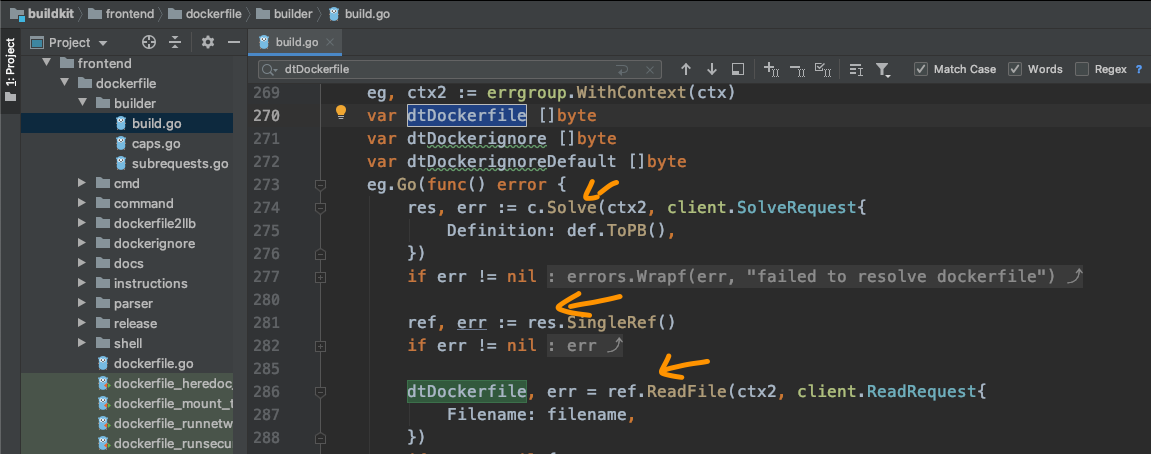 buildkit frontend dockerfile builder build.go
1: Project
Project
build.go
frontend
dockerfile
builder
build.go
caps.go
subrequests.go
cmd
command
dockerfile2llb
dockerignore
docs
instructions
parser
release
shell
dockerfile.go
dockerfile_heredoc_
dockerfile_mount_t
dockerfile_runnetw
dockerfile_runsecu
dtDockerfile
Match Case Words Regex ?
269 eg, ctx2 := errgroup.WithContext(ctx)
270 var dtDockerfile []byte
271 var dtDockerignore []byte
272 var dtDockerignoreDefault []byte
273 eg.Go(func() error {
274 res, err := c.Solve(ctx2, client.SolveRequest{
275 Definition: def.ToPB(),
276 })
277 if err != nil : errors.Wrapf(err, "failed to resolve dockerfile")
280
281 ref, err := res.SingleRef()
282 if err != nil : err
285
286 dtDockerfile, err = ref.ReadFile(ctx2, client.ReadRequest{
287 Filename: filename,
288 })